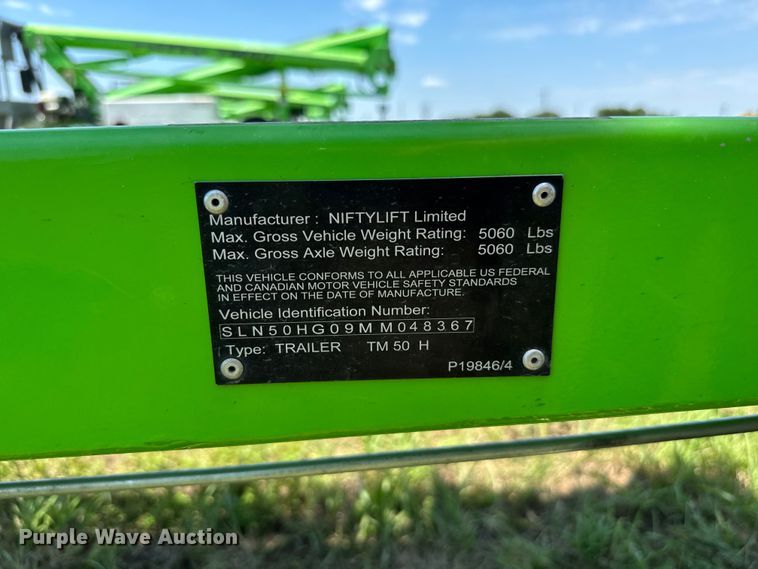 Manufacturer : NIFTYLIFT Limited
Max. Gross Vehicle Weight Rating: 5060 Lbs
Max. Gross Axle Weight Rating: 5060 Lbs
THIS VEHICLE CONFORMS TO ALL APPLICABLE US FEDERAL
AND CANADIAN MOTOR VEHICLE SAFETY STANDARDS
IN EFFECT ON THE DATE OF MANUFACTURE.
Vehicle Identification Number:
SLN50HG09MM048367
Type: TRAILER TM 50 H
P19846/4
Purple Wave Auction